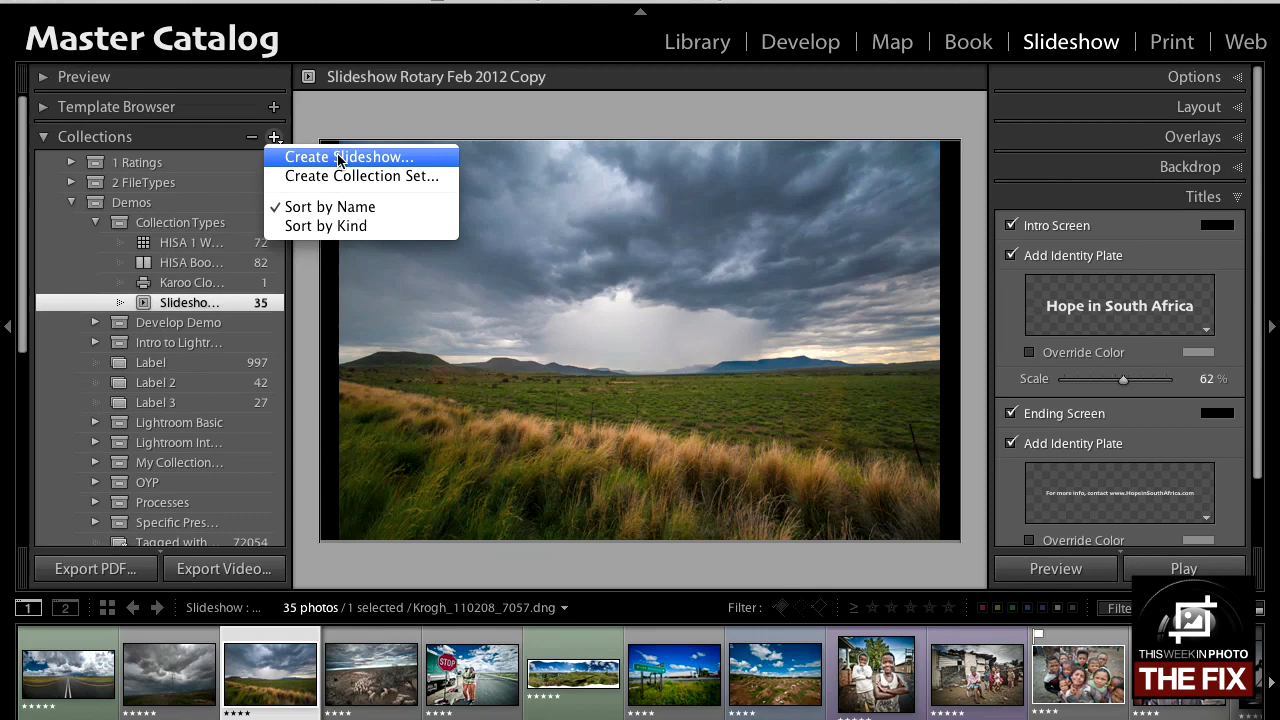 Master Catalog
Library | Develop | Map | Book | Slideshow | Print | Web
Preview
Template Browser
Collections
1 Ratings
2 FileTypes
Demos
Collection Types
HISA 1 W... 72
HISA Boo... 82
Karoo Clo... 1
Slidesho... 35
Develop Demo
Intro to Lightr...
Label 997
Label 2 42
Label 3 27
Lightroom Basic
Lightroom Int...
My Collection...
OYP
Processes
Specific Pres...
Tagged with... 72054
Export PDF...
Export Video...
Create Slideshow...
Create Collection Set...
Sort by Name
Sort by Kind
Slideshow Rotary Feb 2012 Copy
Options
Layout
Overlays
Backdrop
Titles
Intro Screen
Add Identity Plate
Hope in South Africa
Override Color
Scale 62 %
Ending Screen
Add Identity Plate
For more info, contact www.HopeinSouthAfrica.com
Override Color
Preview
Play
1 2 Slideshow : ... 35 photos / 1 selected / Krogh_110208_7057.dng Filter :
STOP
THIS WEEK IN PHOTO
THE FIX